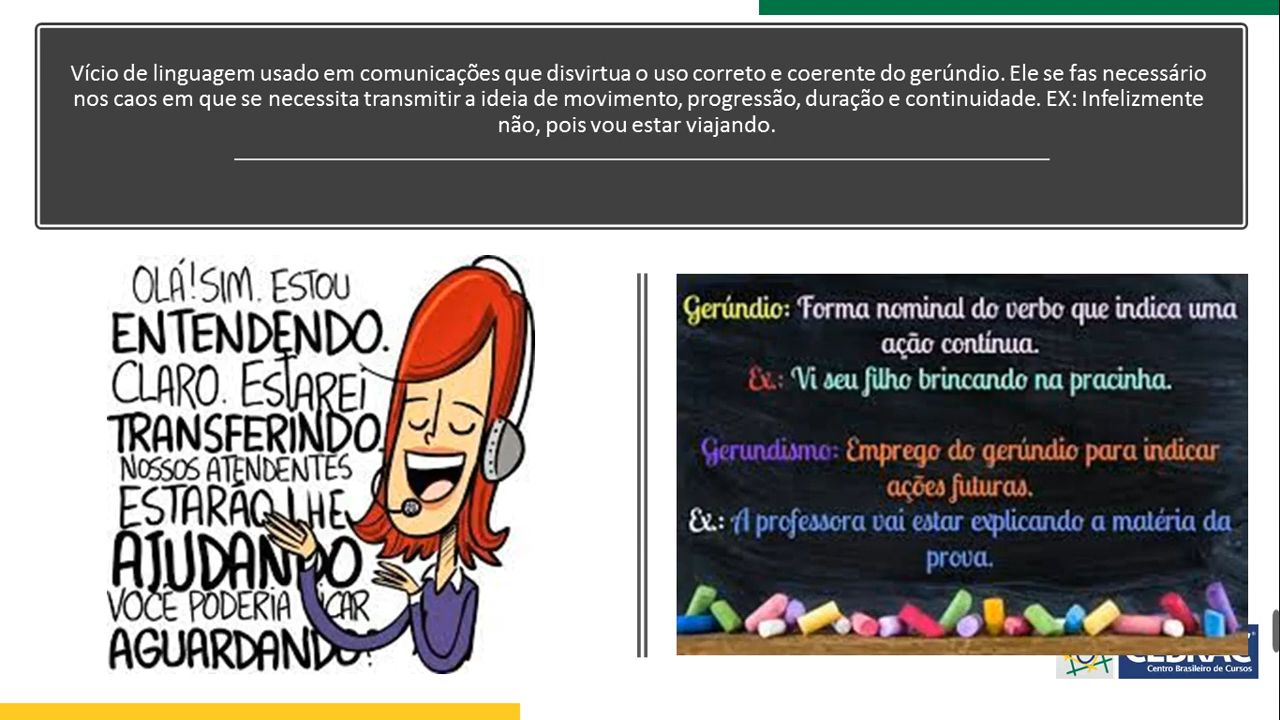 Vício de linguagem usado em comunicações que disvirtua o uso correto e coerente do gerúndio. Ele se fas necessário
nos caos em que se necessita transmitir a ideia de movimento, progressão, duração e continuidade. EX: Infelizmente
não, pois vou estar viajando.
OLÁ! SIM. ESTOU
ENTENDENDO.
CLARO. ESTAREI
TRANSFERINDO.
NOSSOS ATENDENTES
ESTARÃO LHE
AJUDANDO
VOCÊ PODERIA FICAR
AGUARDANDO?
Gerúndio: Forma nominal do verbo que indica uma
ação contínua.
Ex.: Vi seu filho brincando na pracinha.
Gerundismo: Emprego do gerúndio para indicar
ações futuras.
Ex.: A professora vai estar explicando a matéria da
prova.
CEBRAC
Centro Brasileiro de Cursos